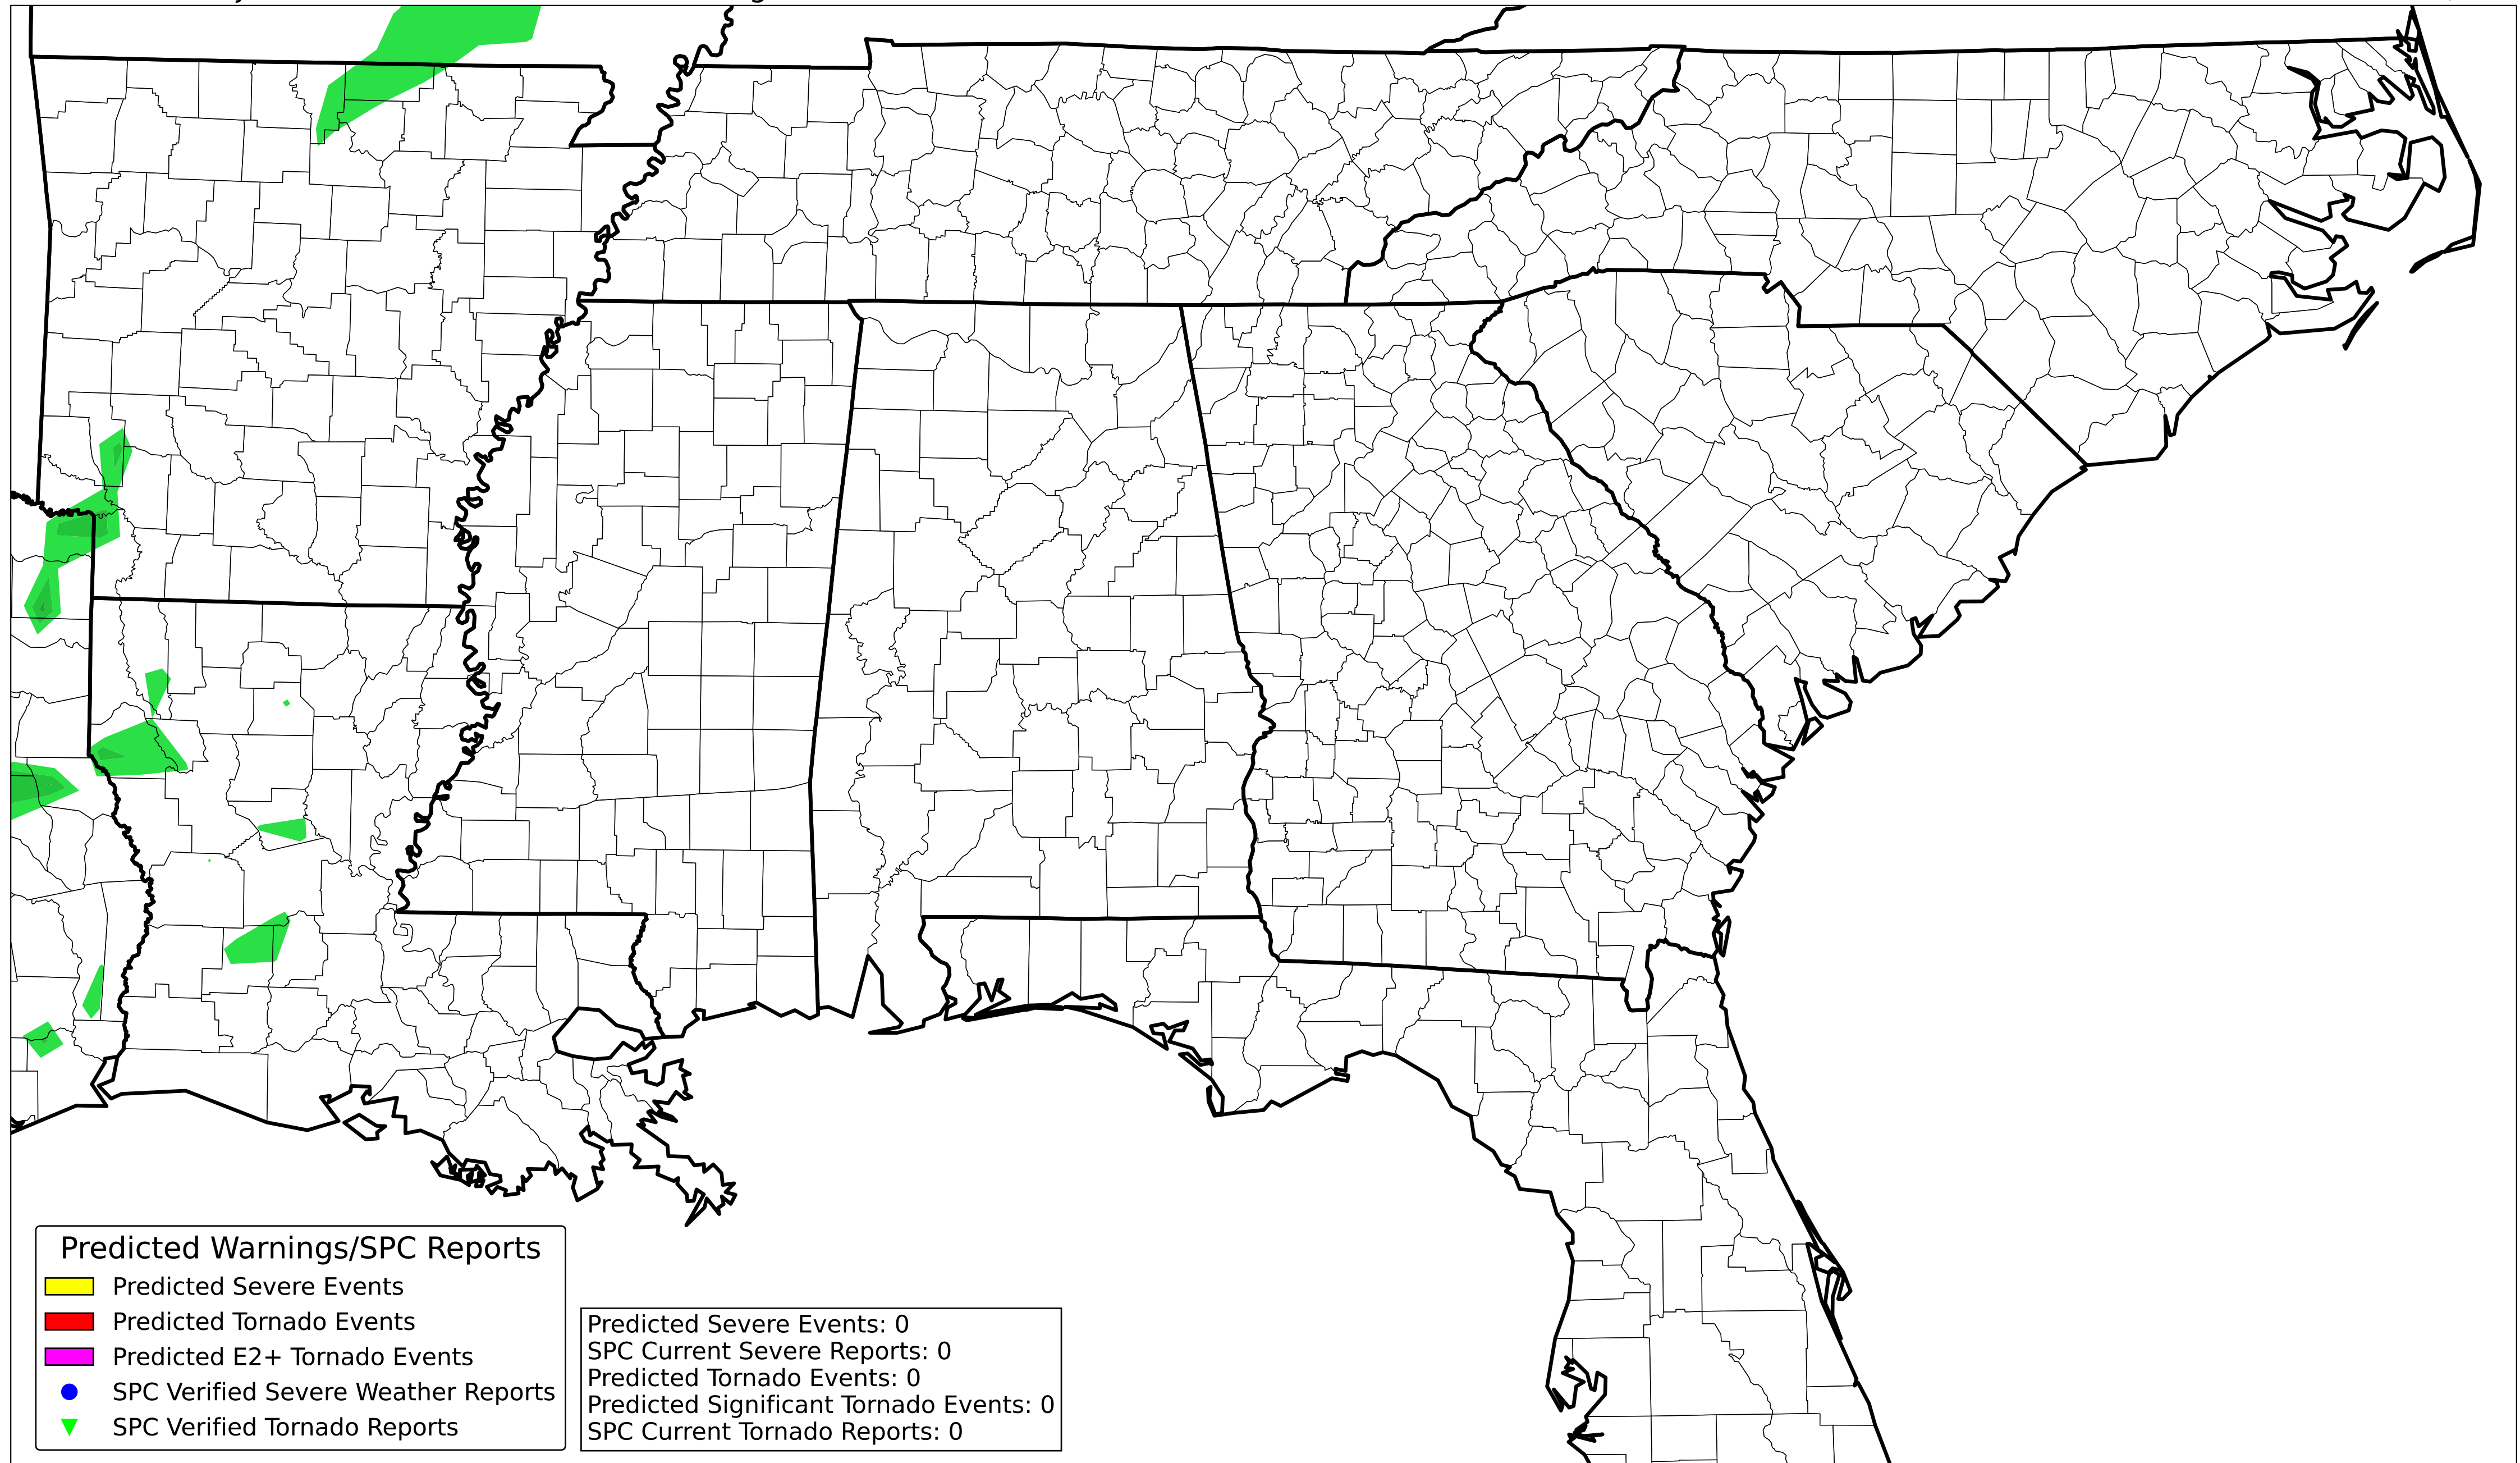 Predicted Warnings/SPC Reports
Predicted Severe Events
Predicted Tornado Events
Predicted E2+ Tornado Events
SPC Verified Severe Weather Reports
SPC Verified Tornado Reports
Predicted Severe Events: 0
SPC Current Severe Reports: 0
Predicted Tornado Events: 0
Predicted Significant Tornado Events: 0
SPC Current Tornado Reports: 0